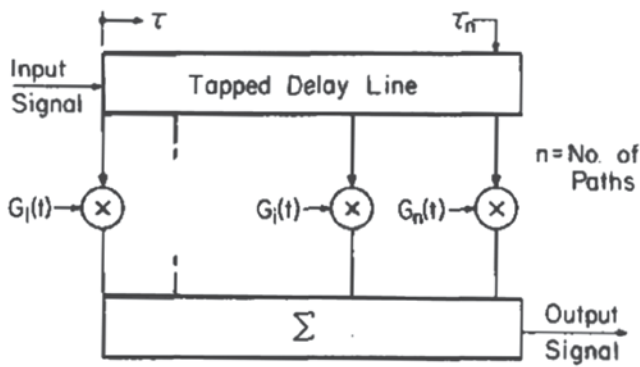 τ
τn
Input
Signal
Tapped Delay Line
n=No. of
Paths
G1(t)
×
Gi(t)
×
Gn(t)
×
Σ
Output
Signal